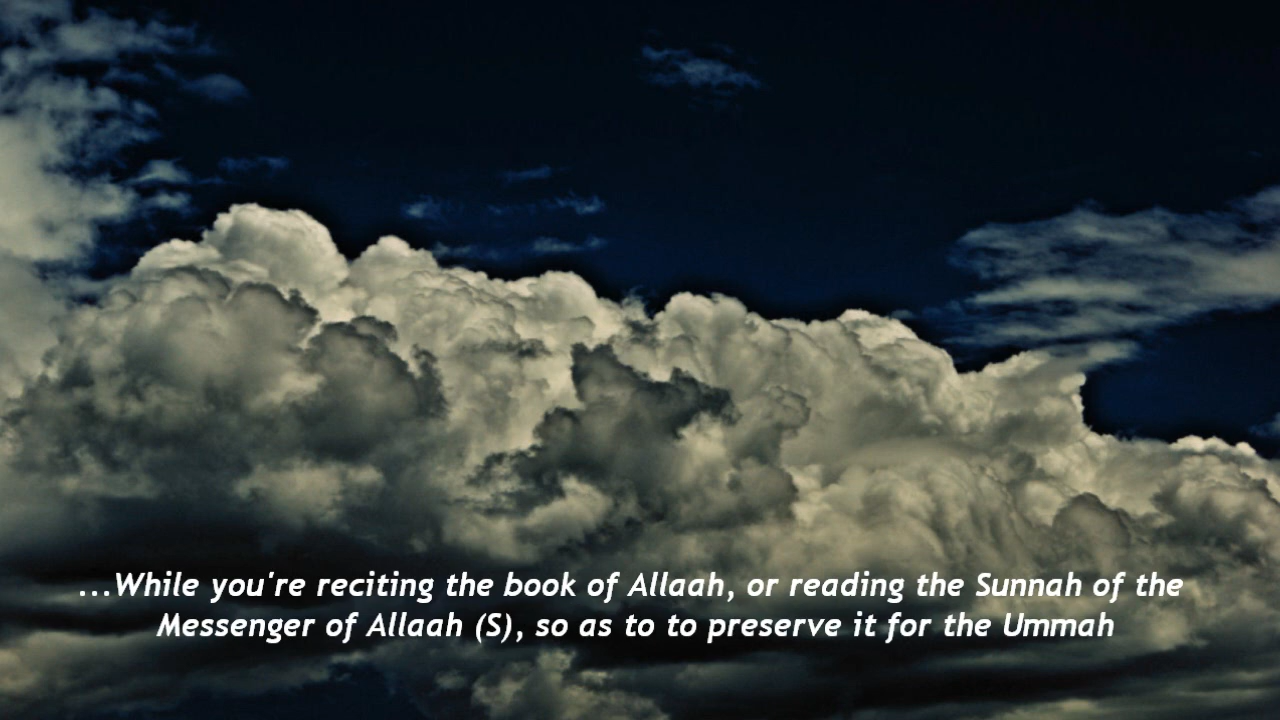 ...While you're reciting the book of Allaah, or reading the Sunnah of the
Messenger of Allaah (S), so as to to preserve it for the Ummah